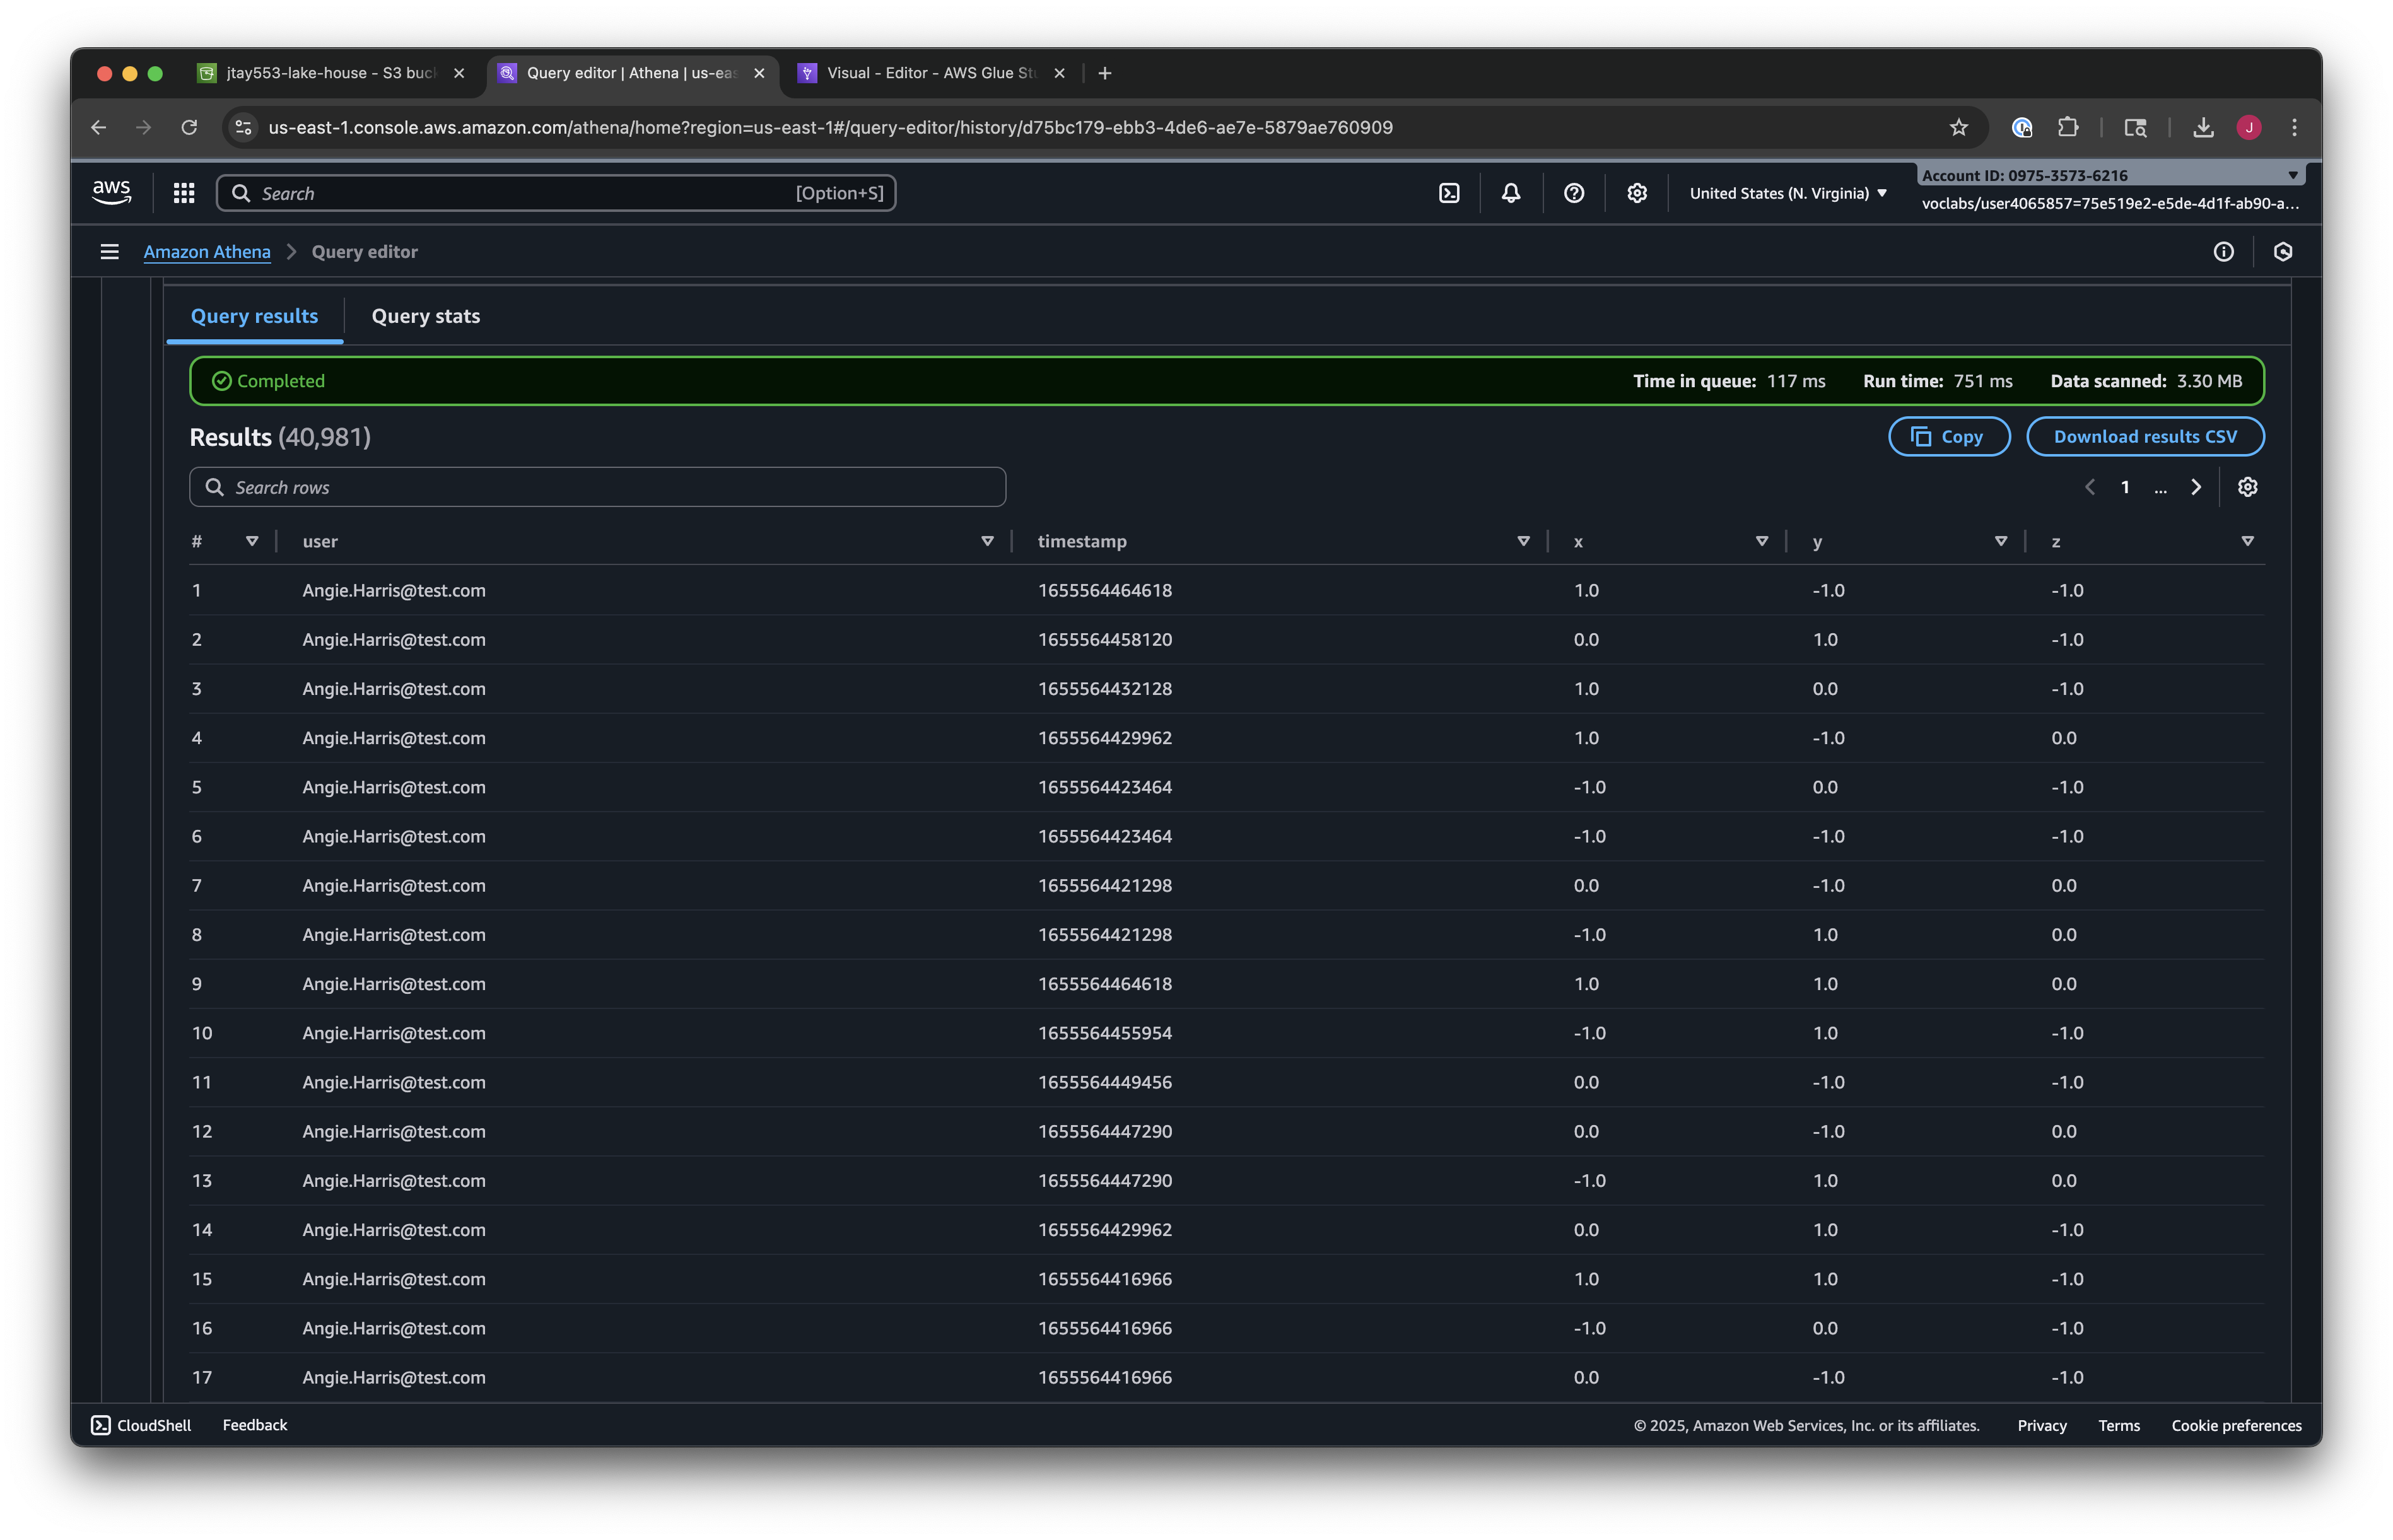 jtay553-lake-house - S3 buck
Query editor | Athena | us-eas
Visual - Editor - AWS Glue Stu
us-east-1.console.aws.amazon.com/athena/home?region=us-east-1#/query-editor/history/d75bc179-ebb3-4de6-ae7e-5879ae760909
J
aws
Search [Option+S]
United States (N. Virginia)
Account ID: 0975-3573-6216
voclabs/user4065857=75e519e2-e5de-4d1f-ab90-a...
Amazon Athena > Query editor
Query results Query stats
Completed Time in queue: 117 ms Run time: 751 ms Data scanned: 3.30 MB
Results (40,981) Copy Download results CSV
Search rows 1 ...
# user timestamp x y z
1 Angie.Harris@test.com 1655564464618 1.0 -1.0 -1.0
2 Angie.Harris@test.com 1655564458120 0.0 1.0 -1.0
3 Angie.Harris@test.com 1655564432128 1.0 0.0 -1.0
4 Angie.Harris@test.com 1655564429962 1.0 -1.0 0.0
5 Angie.Harris@test.com 1655564423464 -1.0 0.0 -1.0
6 Angie.Harris@test.com 1655564423464 -1.0 -1.0 -1.0
7 Angie.Harris@test.com 1655564421298 0.0 -1.0 0.0
8 Angie.Harris@test.com 1655564421298 -1.0 1.0 0.0
9 Angie.Harris@test.com 1655564464618 1.0 1.0 0.0
10 Angie.Harris@test.com 1655564455954 -1.0 1.0 -1.0
11 Angie.Harris@test.com 1655564449456 0.0 -1.0 -1.0
12 Angie.Harris@test.com 1655564447290 0.0 -1.0 0.0
13 Angie.Harris@test.com 1655564447290 -1.0 1.0 0.0
14 Angie.Harris@test.com 1655564429962 0.0 1.0 -1.0
15 Angie.Harris@test.com 1655564416966 1.0 1.0 -1.0
16 Angie.Harris@test.com 1655564416966 -1.0 0.0 -1.0
17 Angie.Harris@test.com 1655564416966 0.0 -1.0 -1.0
CloudShell Feedback © 2025, Amazon Web Services, Inc. or its affiliates. Privacy Terms Cookie preferences